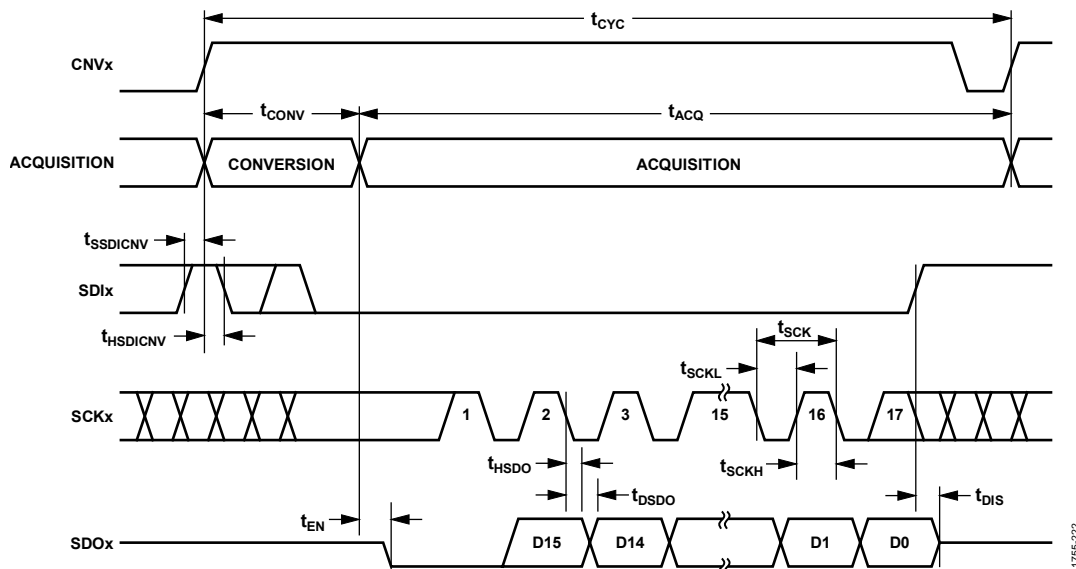 tCYC
CNVx
tCONV
tACQ
ACQUISITION
CONVERSION
ACQUISITION
tSSDICNV
SDIx
tHSDICNV
tSCK
tSCKL
SCKx
1
2
3
15
16
17
tHSDO
tSCKH
tDSDO
tDIS
tEN
SDOx
D15
D14
D1
D0